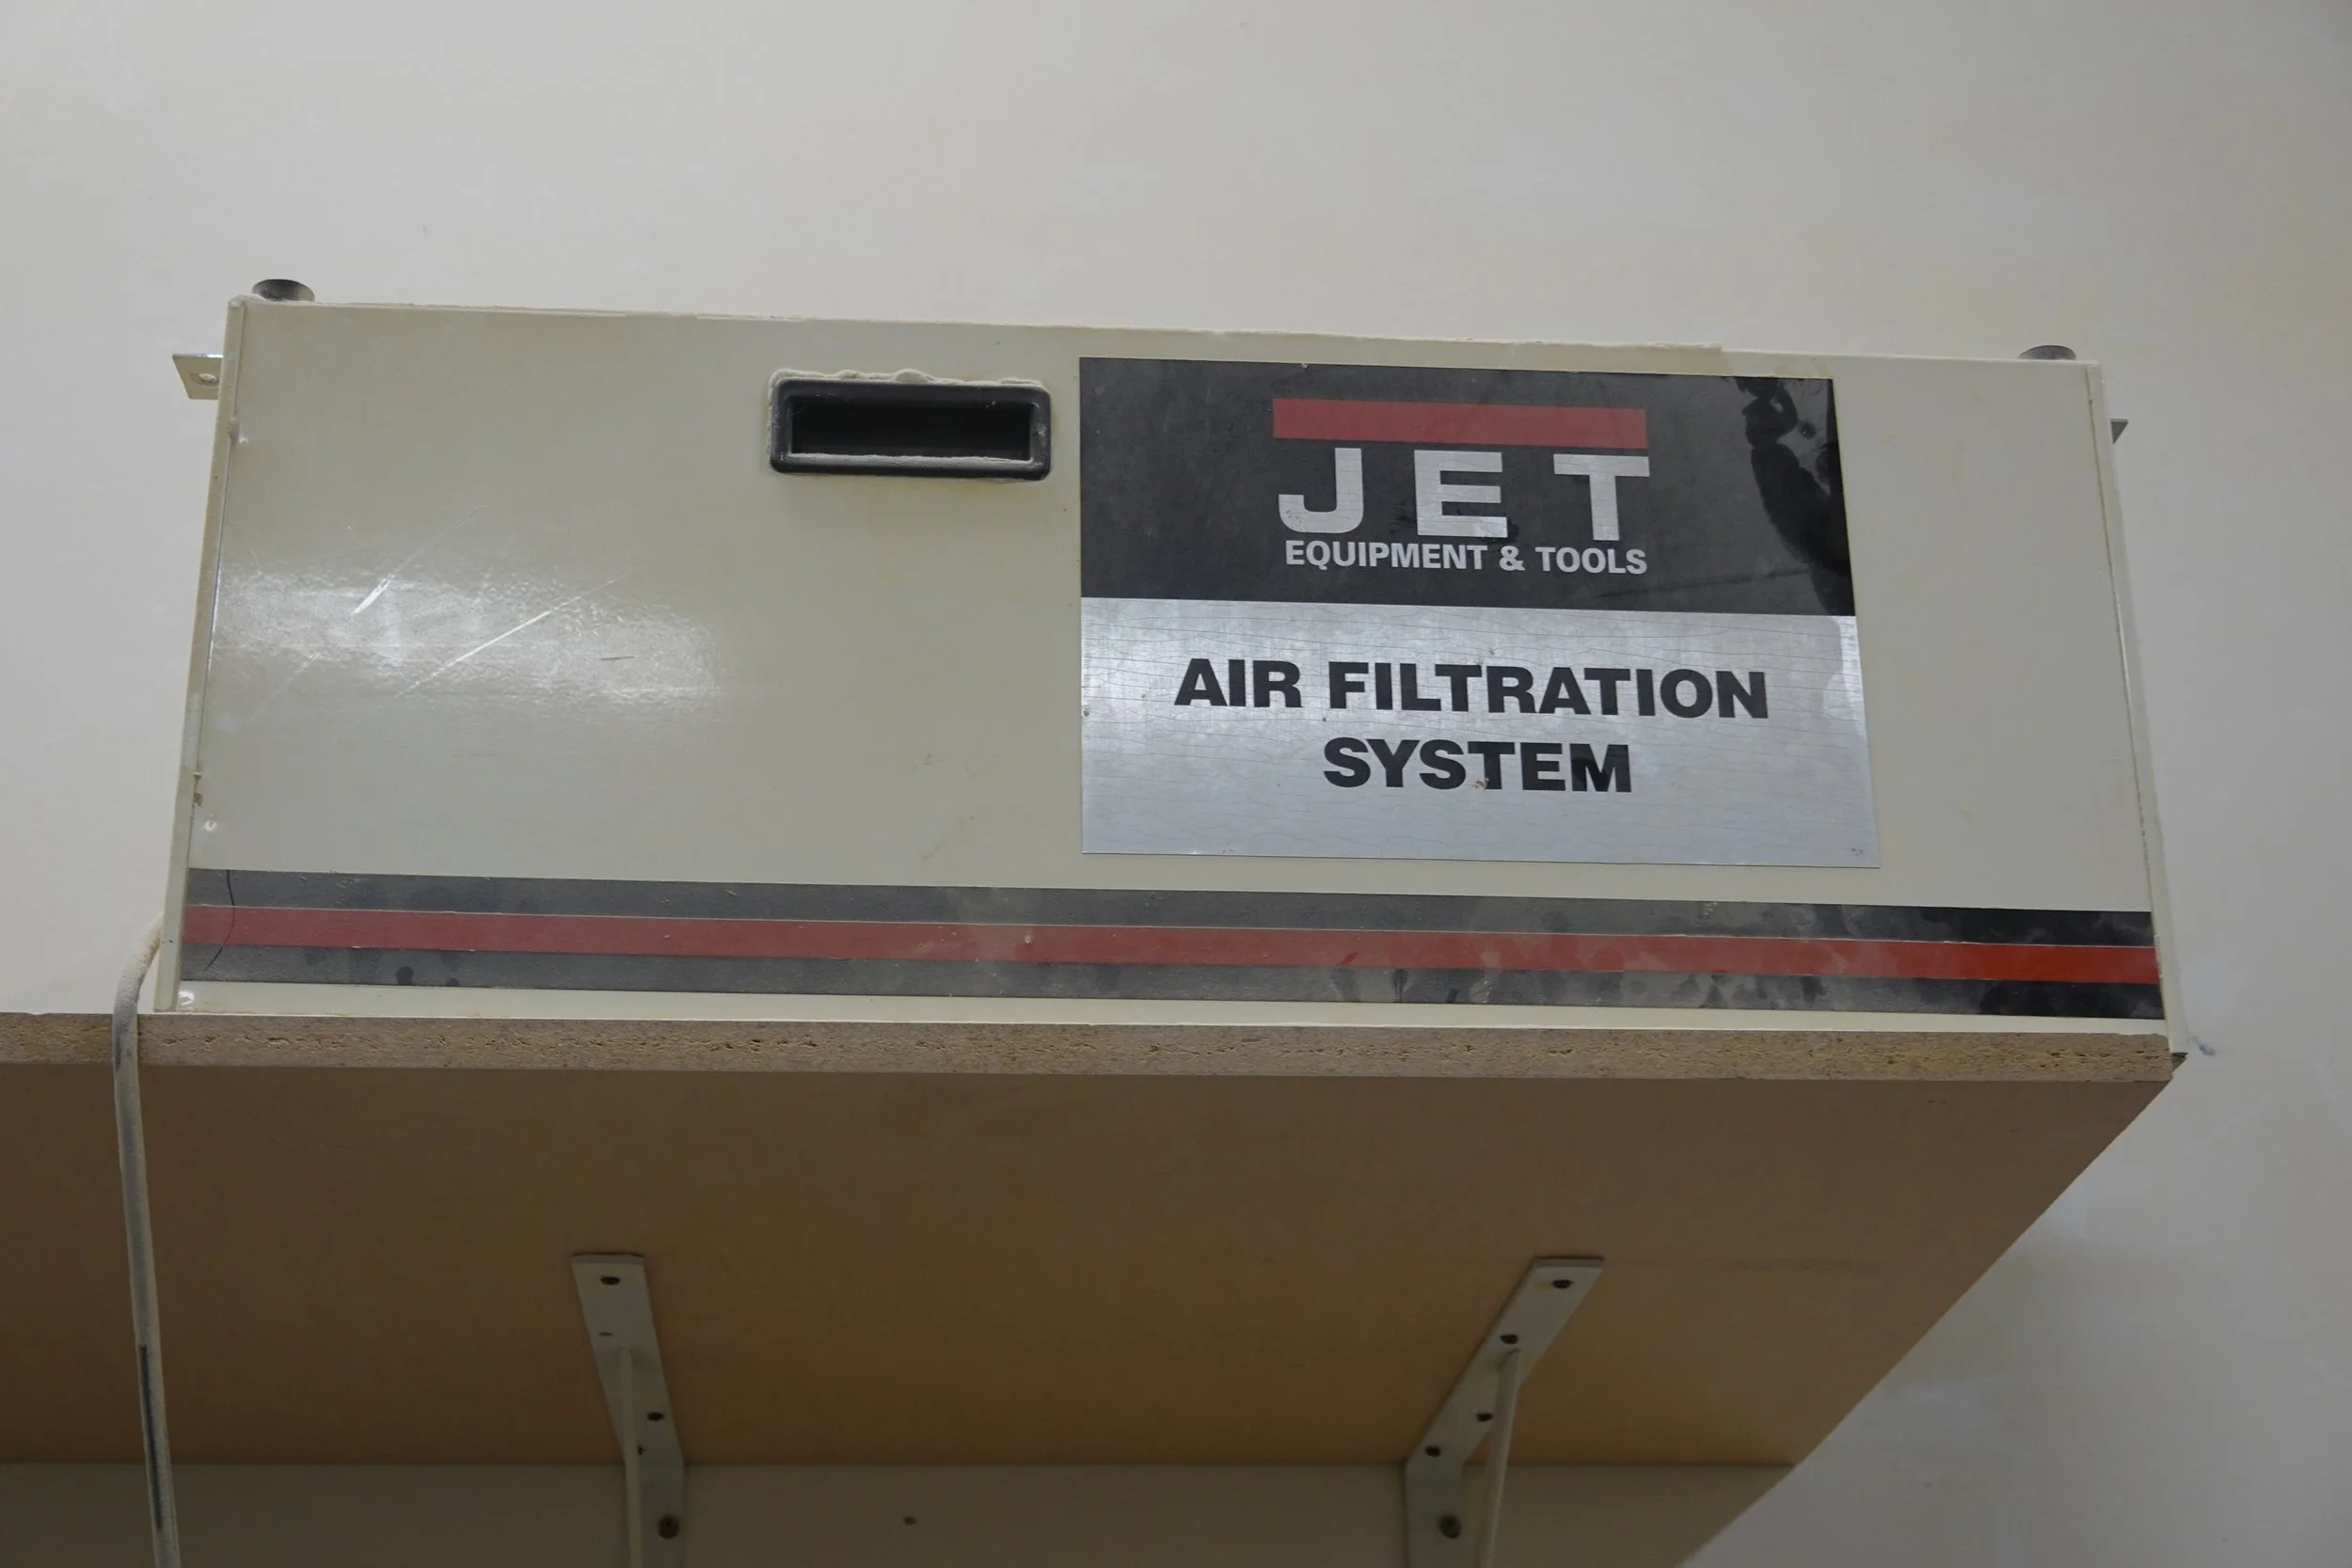 JET
EQUIPMENT & TOOLS
AIR FILTRATION
SYSTEM